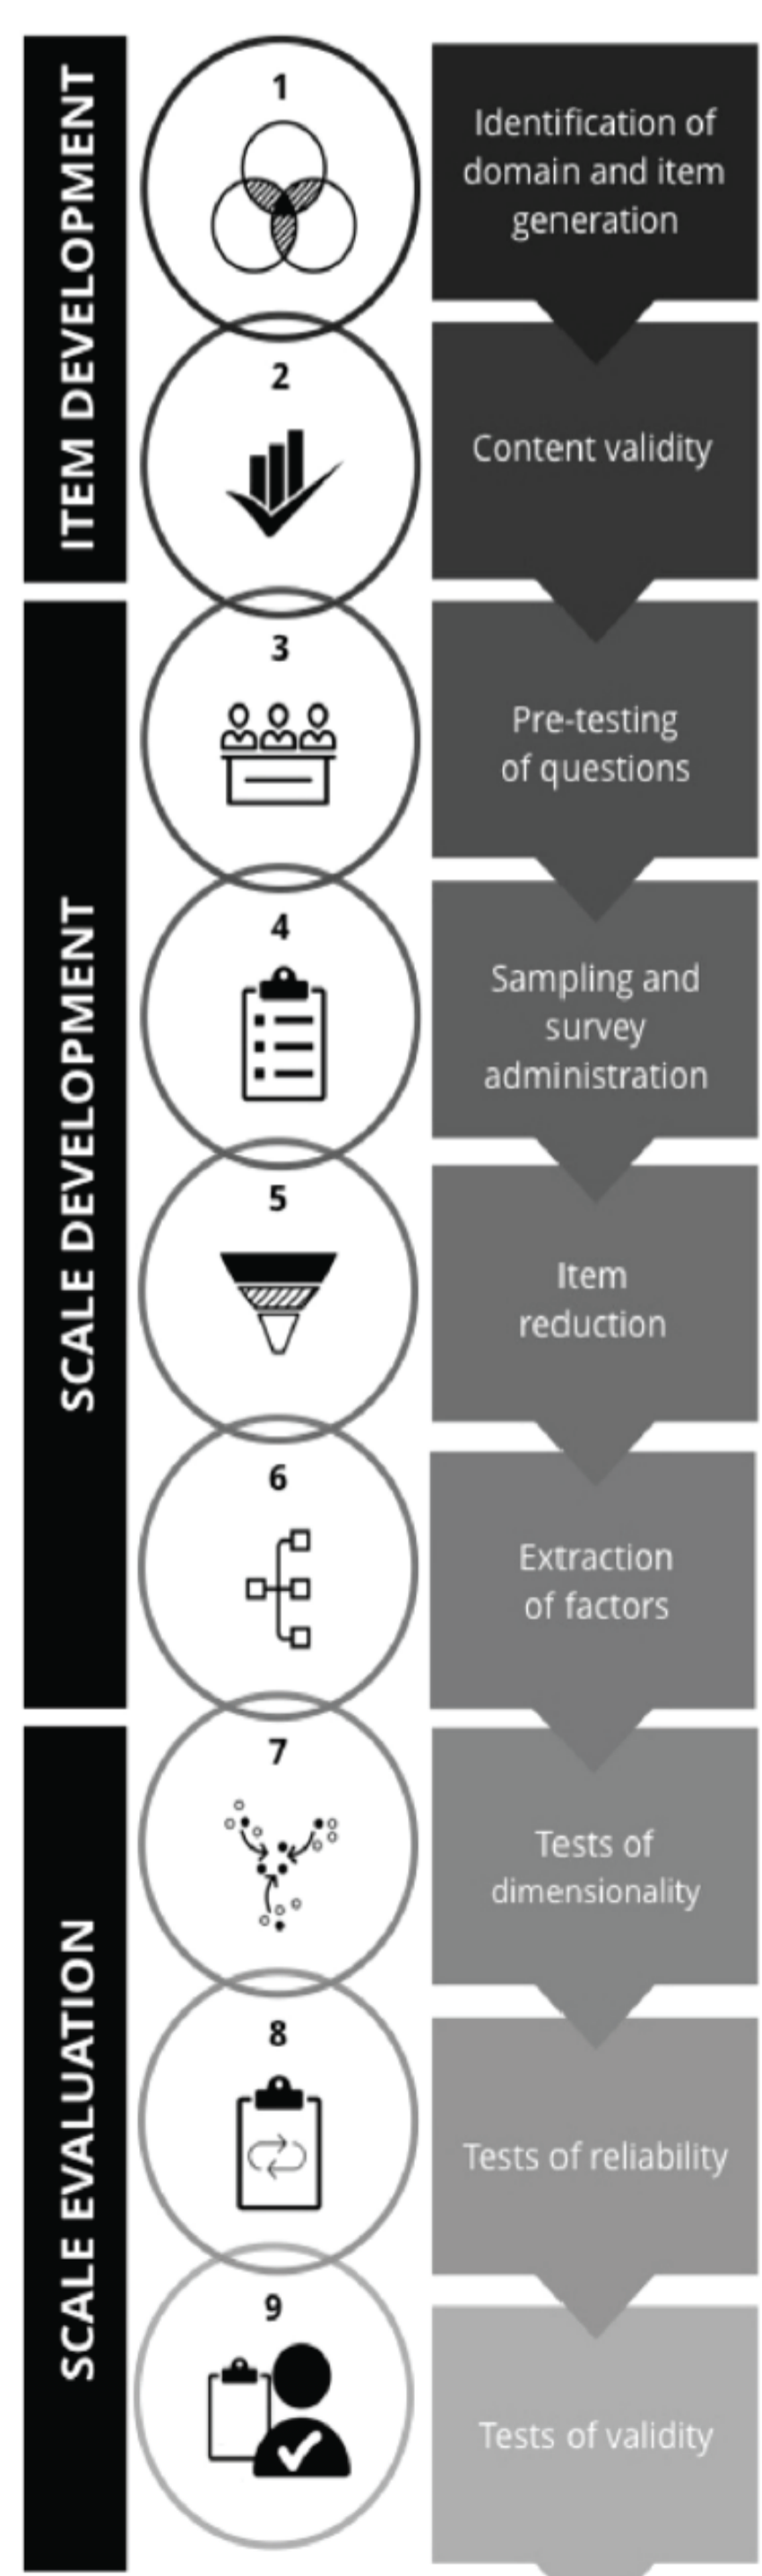 ITEM DEVELOPMENT
1
Identification of
domain and item
generation
2
Content validity
SCALE DEVELOPMENT
3
Pre-testing
of questions
4
Sampling and
survey
administration
5
Item
reduction
6
Extraction
of factors
SCALE EVALUATION
7
Tests of
dimensionality
8
Tests of reliability
9
Tests of validity